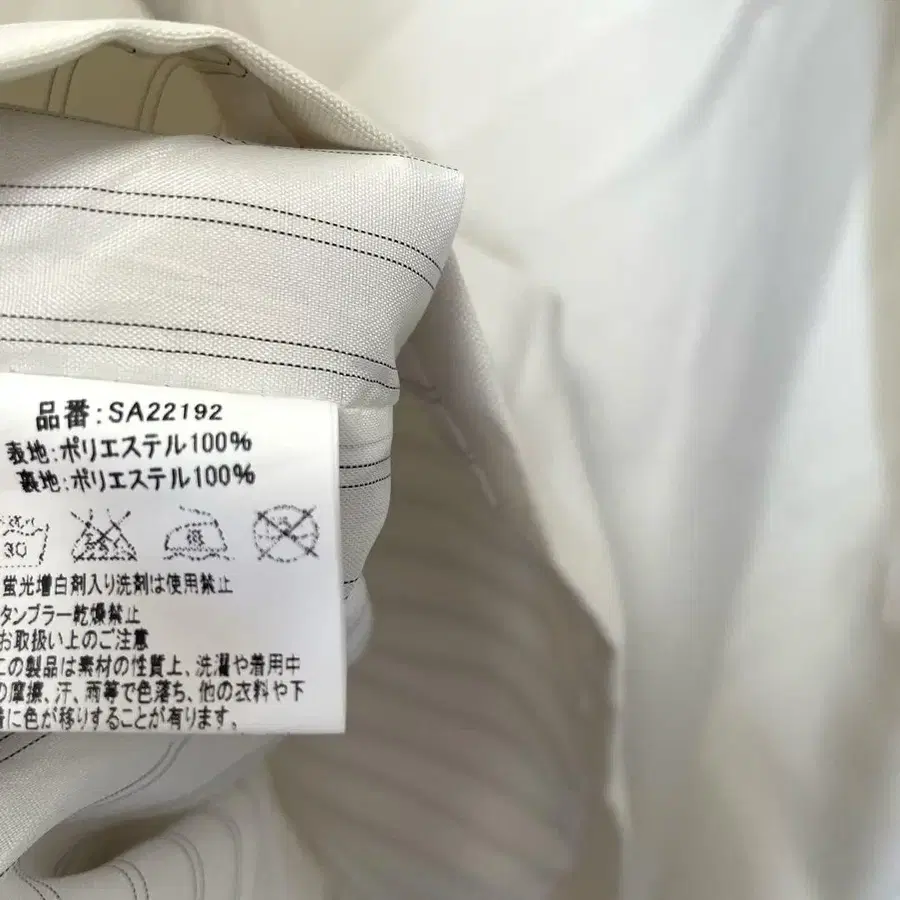 品番:SA22192
表地:ポリエステル100%
裏地:ポリエステル100%
30
蛍光増白剤入り洗剤は使用禁止
タンブラー乾燥禁止
お取扱い上のご注意
この製品は素材の性質上、洗濯や着用中
の摩擦、汗、雨等で色落ち、他の衣料や下
着に色が移りすることが有ります。